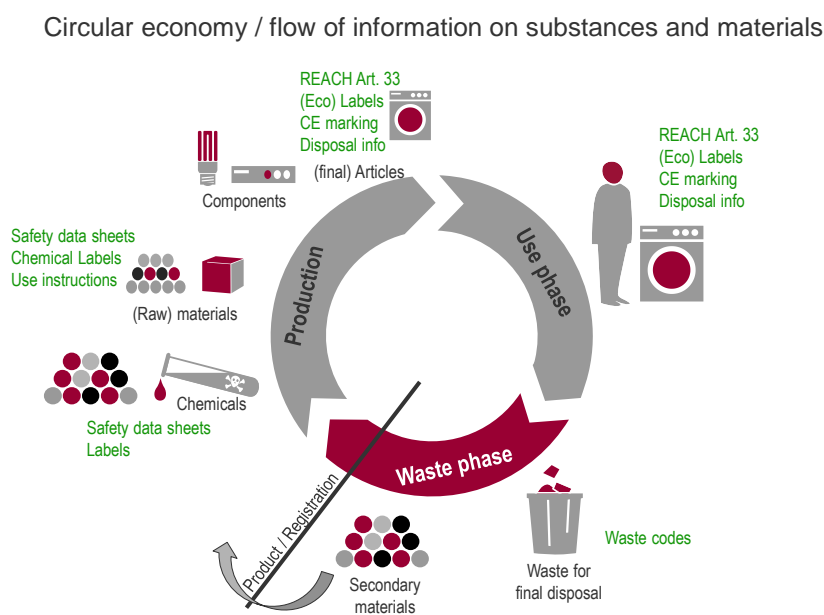 Circular economy / flow of information on substances and materials
REACH Art. 33
(Eco) Labels
CE marking
Disposal info
(final) Articles
Components
REACH Art. 33
(Eco) Labels
CE marking
Disposal info
Safety data sheets
Chemical Labels
Use instructions
(Raw) materials
Chemicals
Safety data sheets
Labels
Production
Use phase
Waste phase
Product / Registration
Secondary
materials
Waste for
final disposal
Waste codes